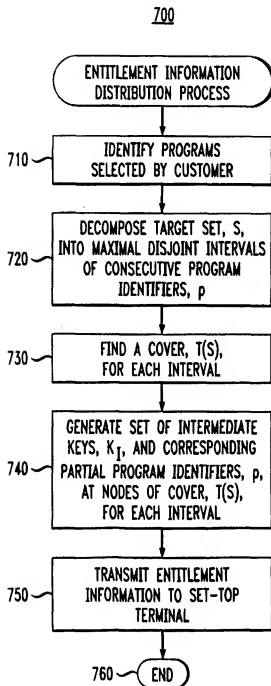 700
ENTITLEMENT INFORMATION
DISTRIBUTION PROCESS
710
IDENTIFY PROGRAMS
SELECTED BY CUSTOMER
720
DECOMPOSE TARGET SET, S,
INTO MAXIMAL DISJOINT INTERVALS
OF CONSECUTIVE PROGRAM
IDENTIFIERS, p
730
FIND A COVER, T(S),
FOR EACH INTERVAL
740
GENERATE SET OF INTERMEDIATE
KEYS, KI, AND CORRESPONDING
PARTIAL PROGRAM IDENTIFIERS, p,
AT NODES OF COVER, T(S),
FOR EACH INTERVAL
750
TRANSMIT ENTITLEMENT
INFORMATION TO SET-TOP
TERMINAL
760
END